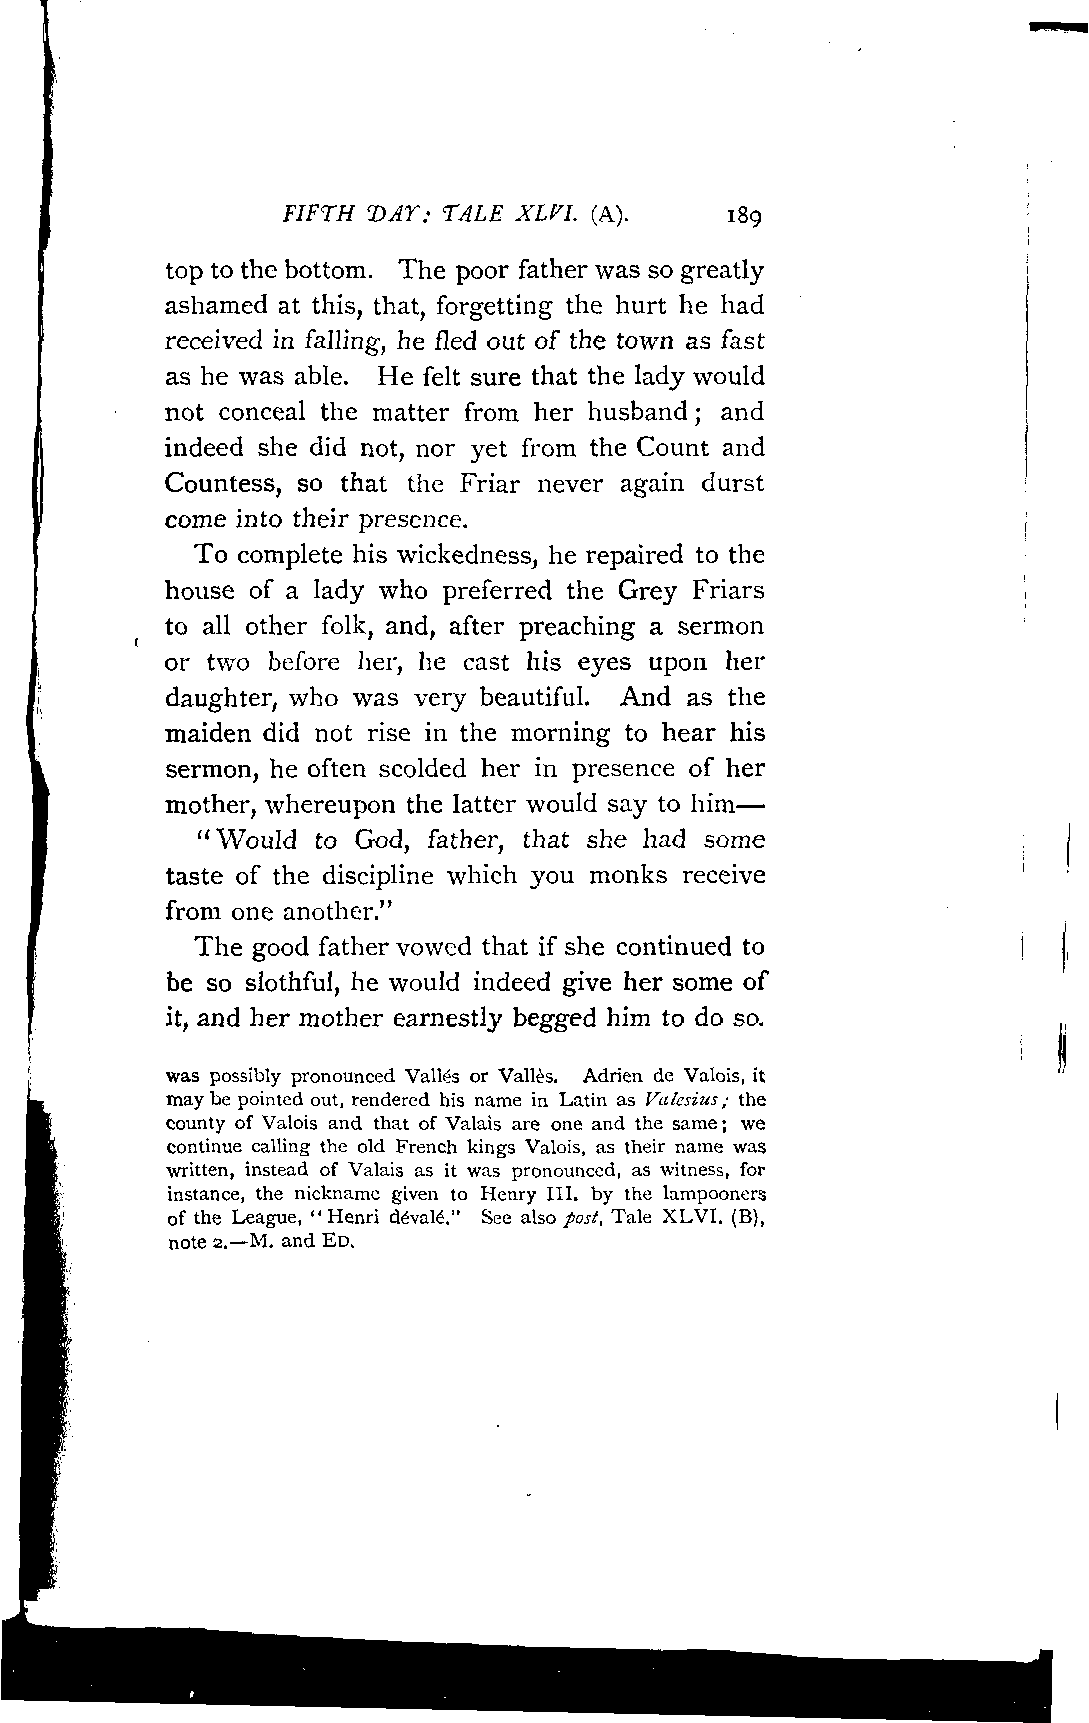 FIFTH DAY: TALE XLVI. (A). 189
top to the bottom. The poor father was so greatly
ashamed at this, that, forgetting the hurt he had
received in falling, he fled out of the town as fast
as he was able. He felt sure that the lady would
not conceal the matter from her husband; and
indeed she did not, nor yet from the Count and
Countess, so that the Friar never again durst
come into their presence.
To complete his wickedness, he repaired to the
house of a lady who preferred the Grey Friars
to all other folk, and, after preaching a sermon
or two before her, he cast his eyes upon her
daughter, who was very beautiful. And as the
maiden did not rise in the morning to hear his
sermon, he often scolded her in presence of her
mother, whereupon the latter would say to him—
"Would to God, father, that she had some
taste of the discipline which you monks receive
from one another."
The good father vowed that if she continued to
be so slothful, he would indeed give her some of
it, and her mother earnestly begged him to do so.
was possibly pronounced Vallés or Vallès. Adrien de Valois, it
may be pointed out, rendered his name in Latin as Valesius; the
county of Valois and that of Valais are one and the same; we
continue calling the old French kings Valois, as their name was
written, instead of Valais as it was pronounced, as witness, for
instance, the nickname given to Henry III. by the lampooners
of the League, "Henri dévalé." See also post, Tale XLVI. (B),
note 2.—M. and ED.